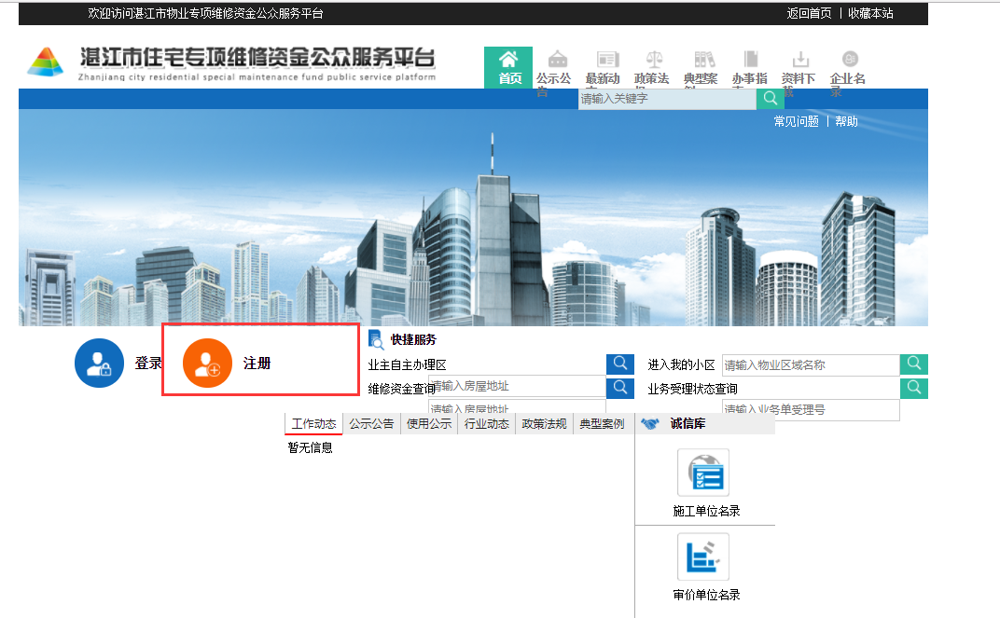 欢迎访问湛江市物业专项维修资金公众服务平台
返回首页 | 收藏本站
湛江市住宅专项维修资金公众服务平台
Zhanjiang city residential special maintenance fund public service platform
首页
公示公告
最新动
政策法
典型案
办事指
资料下载
企业名录
请输入关键字
常见问题 | 帮助
登录
注册
快捷服务
业主自主办理区
进入我的小区
请输入物业区域名称
维修资金查询
请输入房屋地址
业务受理状态查询
请输入房屋地址
请输入业务单受理号
工作动态
公示公告
使用公示
行业动态
政策法规
典型案例
诚信库
暂无信息
施工单位名录
审价单位名录